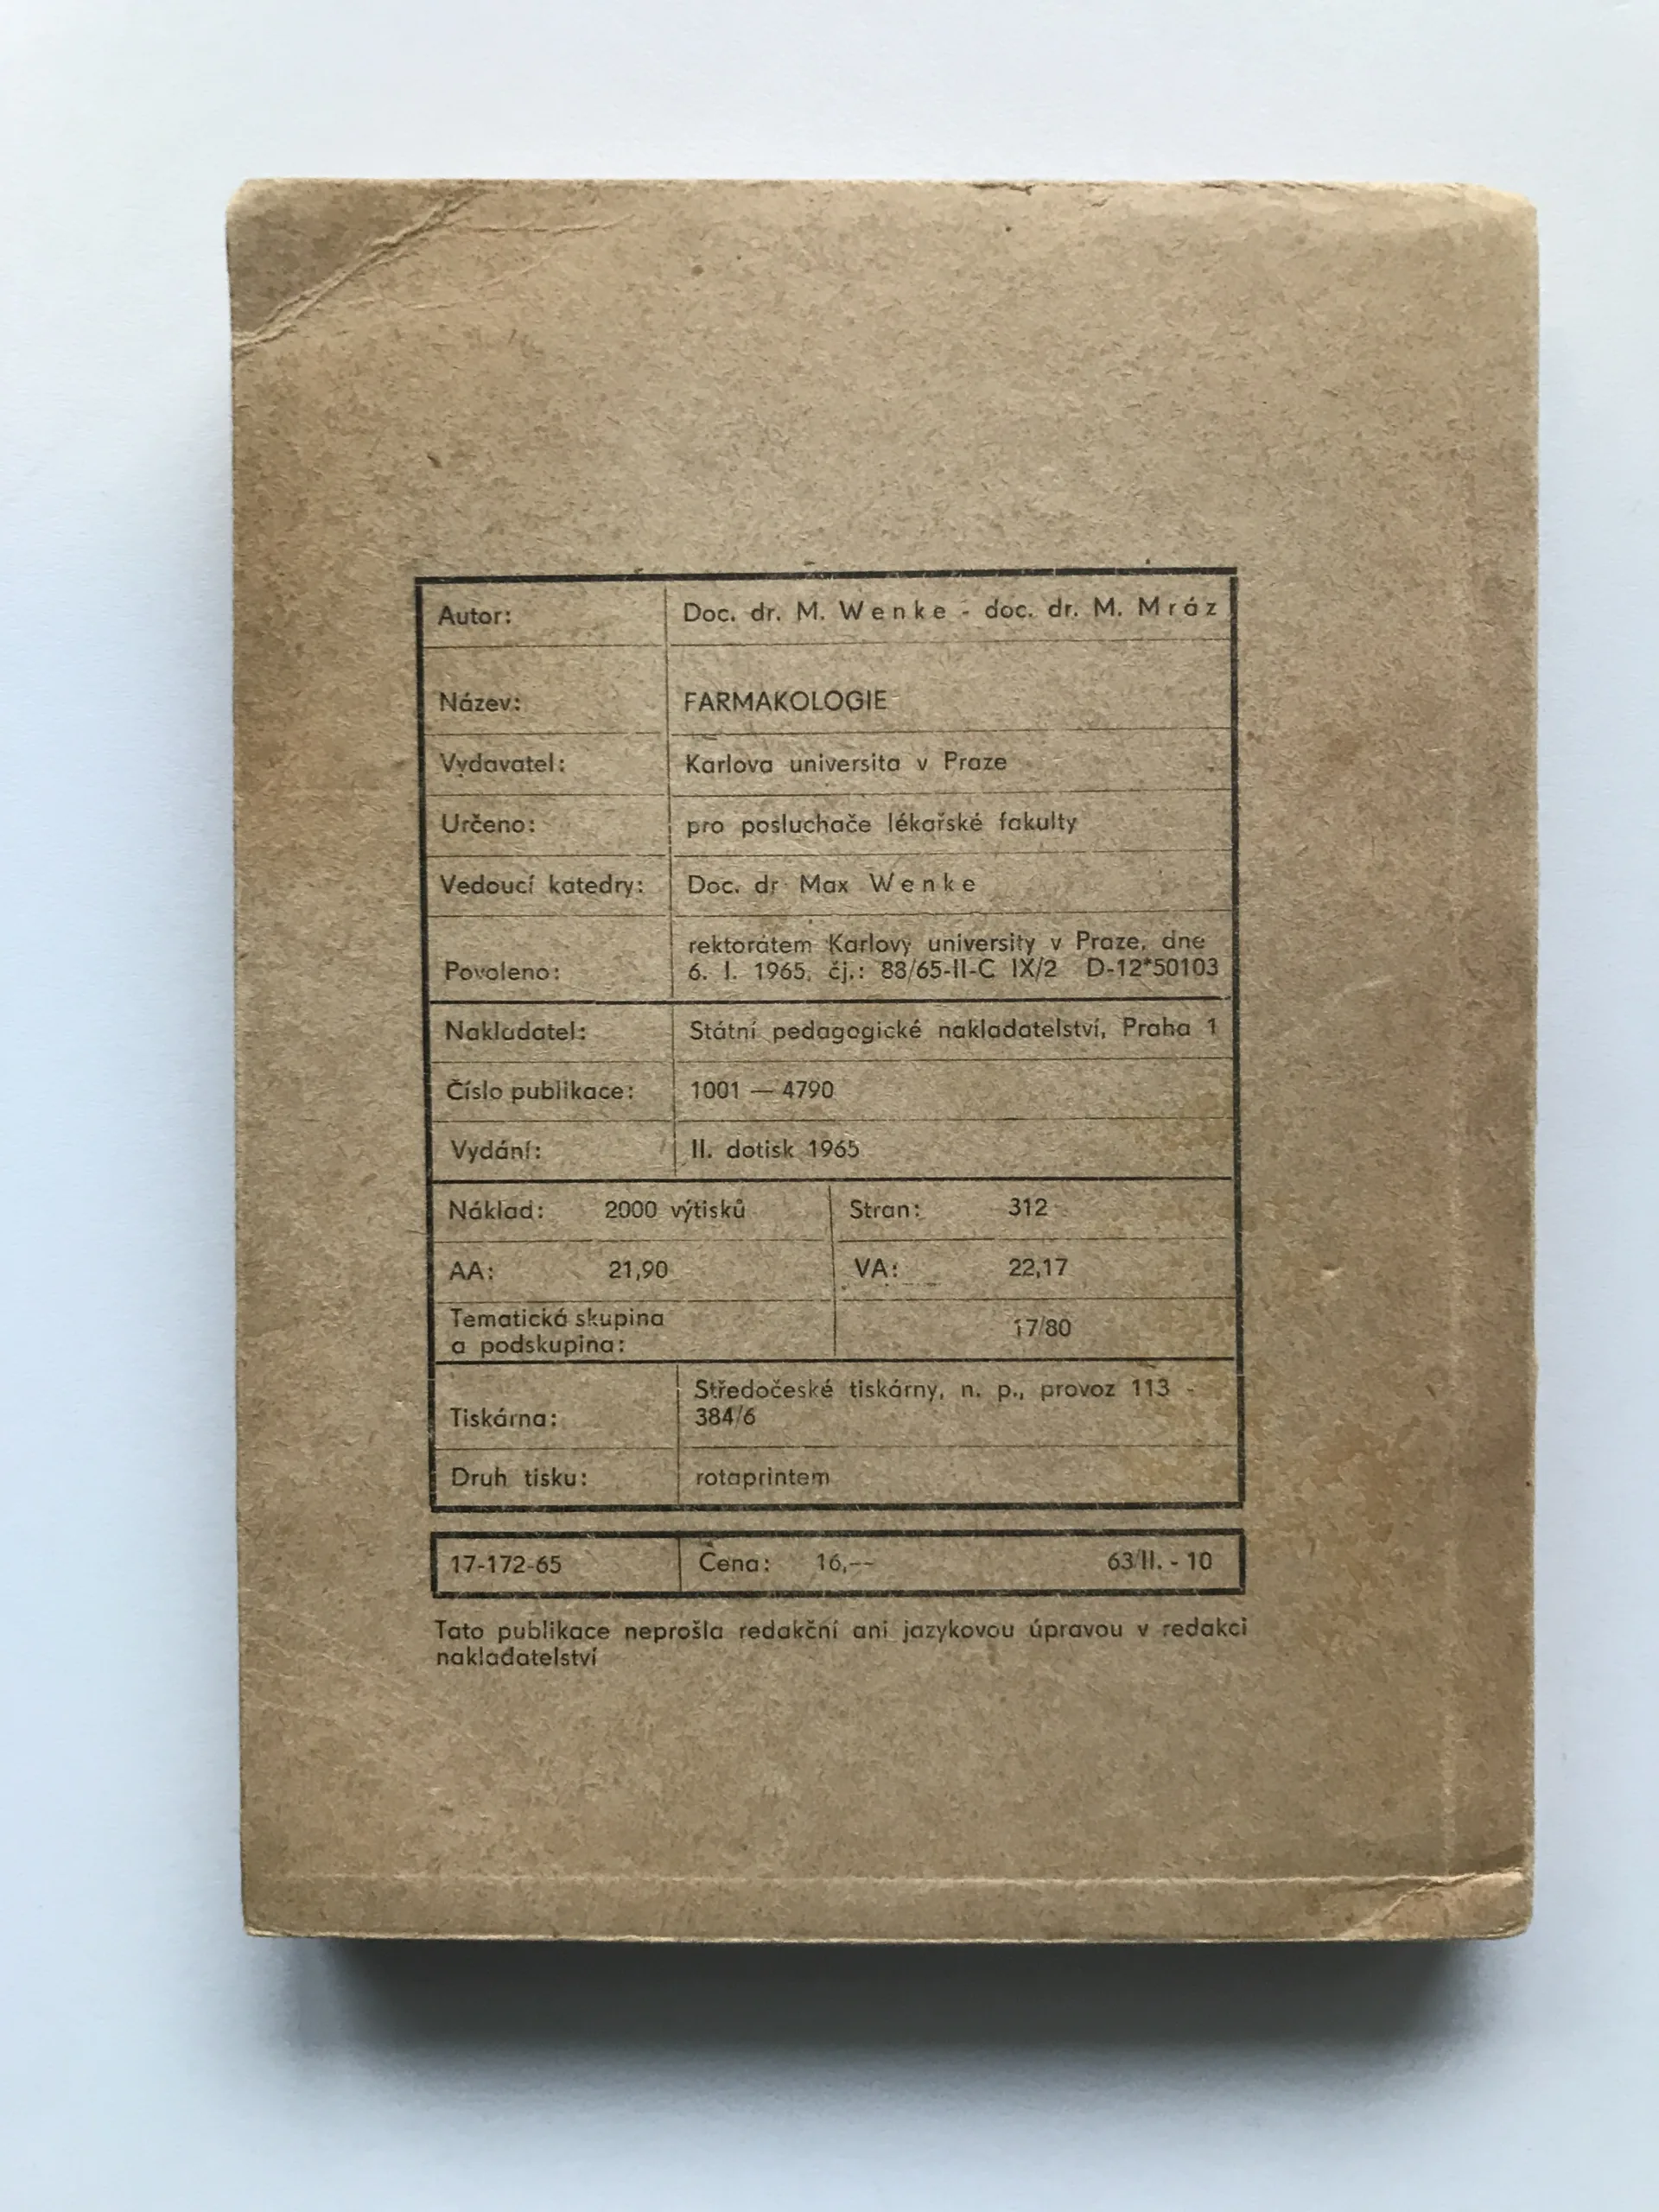 Autor: Doc. dr. M. Wenke - doc. dr. M. Mráz
Název: FARMAKOLOGIE
Vydavatel: Karlova universita v Praze
Určeno: pro posluchače lékařské fakulty
Vedoucí katedry: Doc. dr Max Wenke
rektorátem Karlovy university v Praze, dne
Povoleno: 6. I. 1965, čj.: 88/65-II-C IX/2 D-12*50103
Nakladatel: Státní pedagogické nakladatelství, Praha 1
Číslo publikace: 1001 — 4790
Vydání: II. dotisk 1965
Náklad: 2000 výtisků Stran: 312
AA: 21,90 VA: 22,17
Tematická skupina
a podskupina: 17/80
Středočeské tiskárny, n. p., provoz 113 -
Tiskárna: 384/6
Druh tisku: rotaprintem
17-172-65 Cena: 16,-- 63/II. - 10
Tato publikace neprošla redakční ani jazykovou úpravou v redakci
nakladatelství